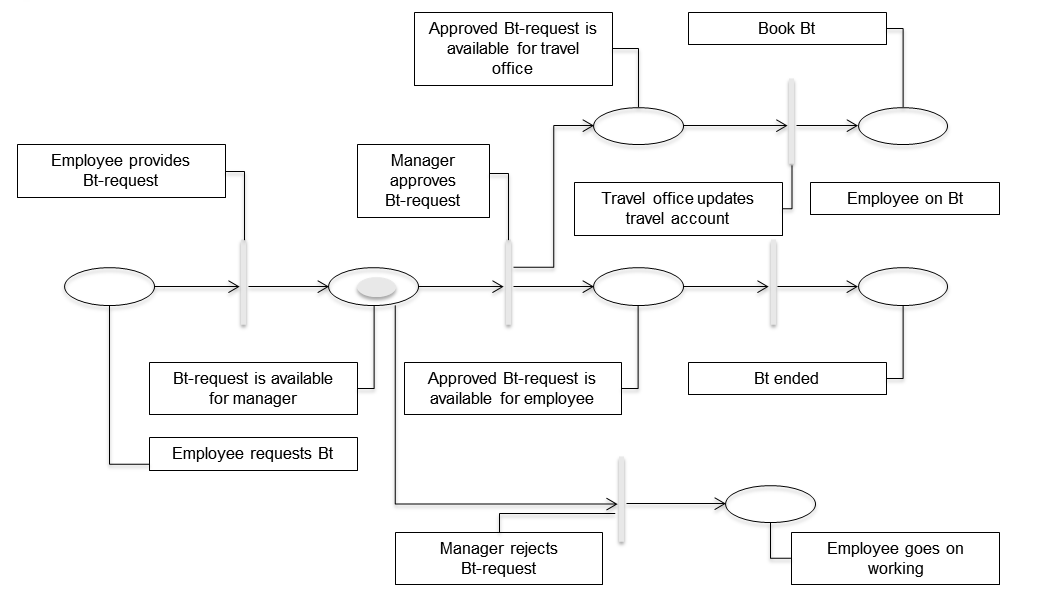 Approved Bt-request is
available for travel
office
Book Bt
Employee provides
Bt-request
Manager
approves
Bt-request
Travel office updates
travel account
Employee on Bt
Bt-request is available
for manager
Approved Bt-request is
available for employee
Bt ended
Employee requests Bt
Manager rejects
Bt-request
Employee goes on
working